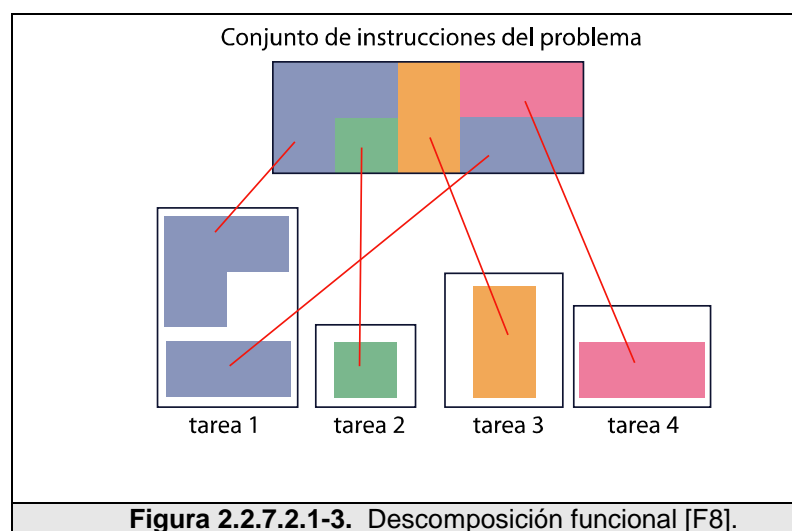 Conjunto de instrucciones del problema
tarea 1 tarea 2 tarea 3 tarea 4
Figura 2.2.7.2.1-3. Descomposición funcional [F8].